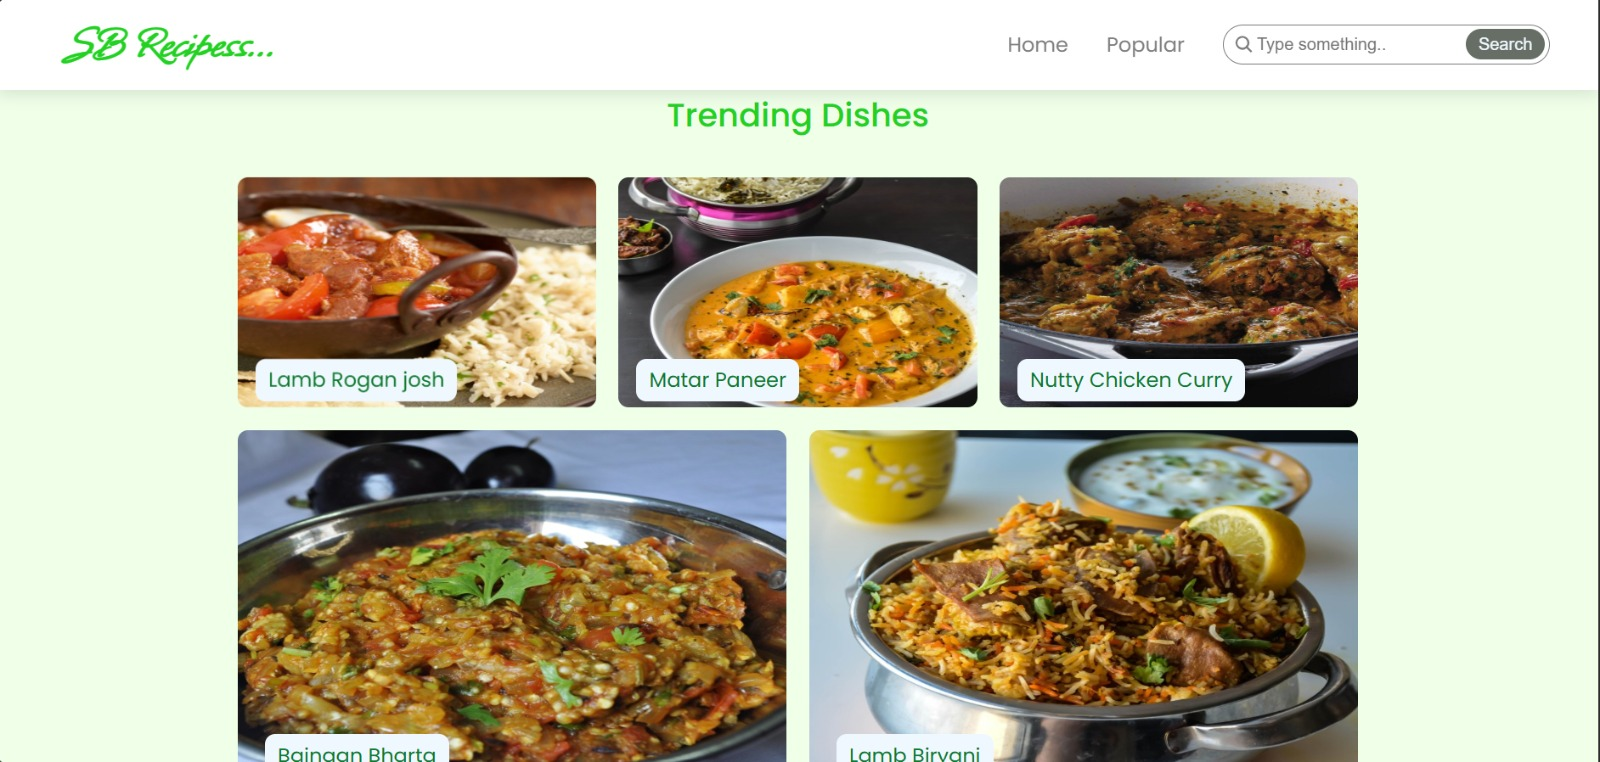 SB Recipess...
Home
Popular
Type something..
Search
Trending Dishes
Lamb Rogan josh
Matar Paneer
Nutty Chicken Curry
Baingan Bharta
Lamb Biryani